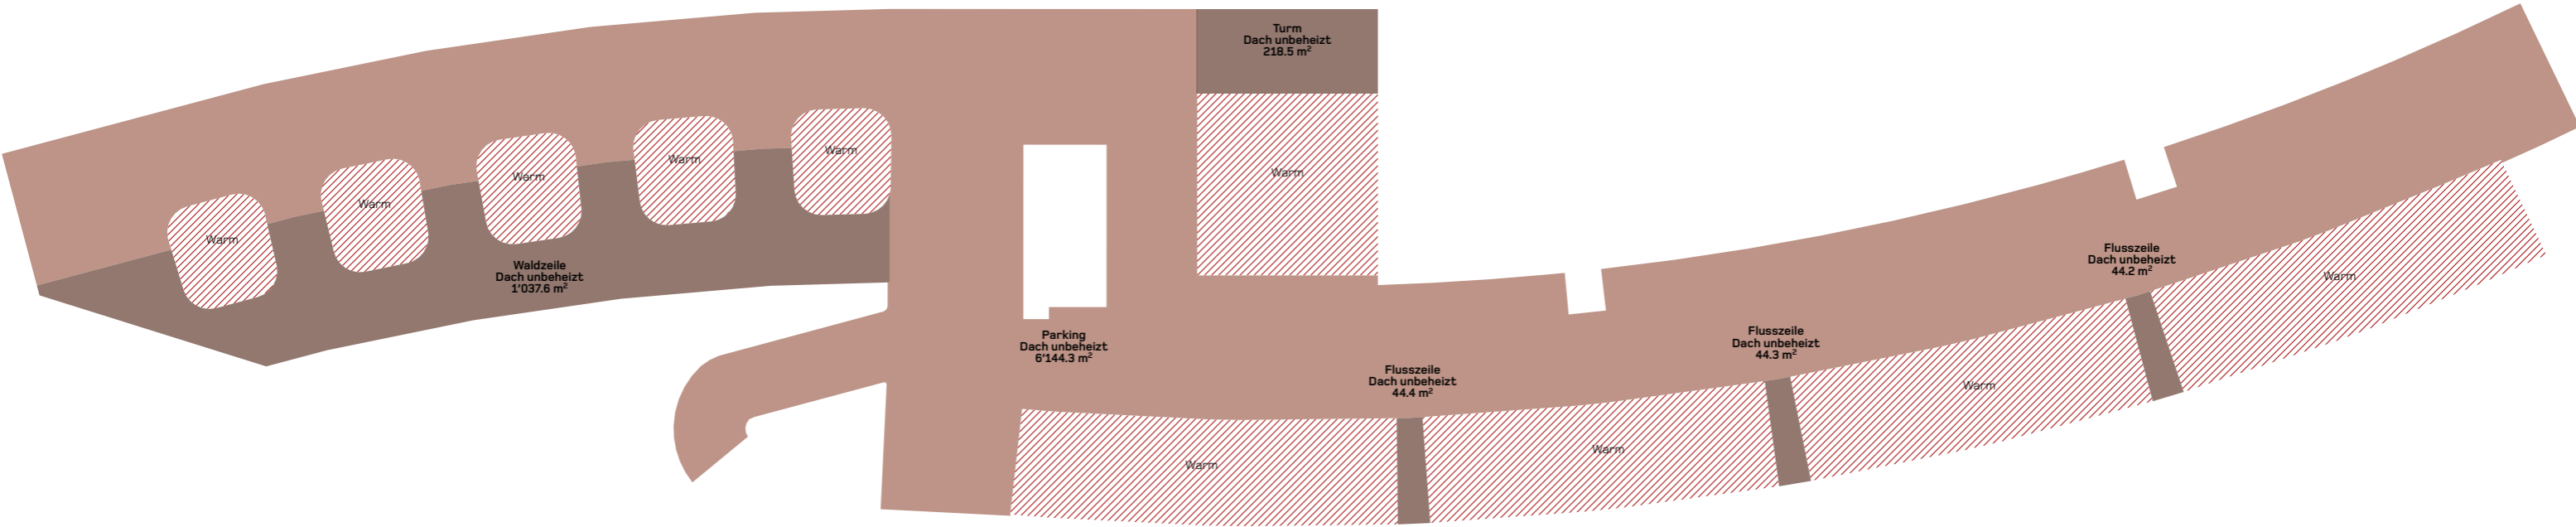 Turm
Dach unbeheizt
218.5 m²
Warm
Warm
Warm
Warm
Warm
Warm
Waldzeile
Dach unbeheizt
1'037.6 m²
Parking
Dach unbeheizt
6'144.3 m²
Flusszeile
Dach unbeheizt
44.4 m²
Flusszeile
Dach unbeheizt
44.3 m²
Flusszeile
Dach unbeheizt
44.2 m²
Warm
Warm
Warm
Warm